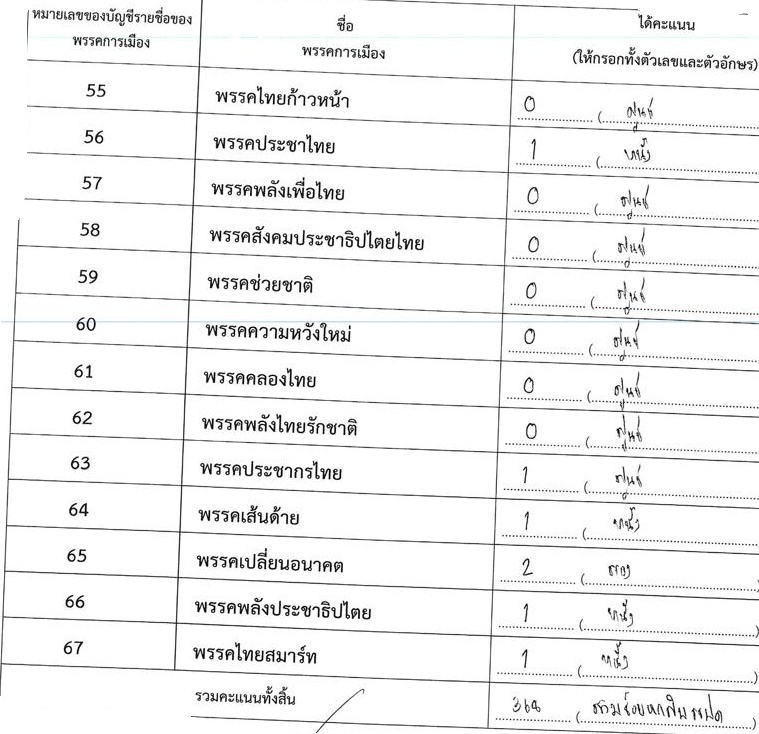 หมายเลขของบัญชีรายชื่อของ พรรคการเมือง ชื่อ พรรคการเมือง ได้คะแนน (ให้กรอกทั้งตัวเลขและตัวอักษร)
55 พรรคไทยก้าวหน้า 0 (ศูนย์
56 พรรคประชาไทย 1 (หนึ่ง
57 พรรคพลังเพื่อไทย 0 (ศูนย์
58 พรรคสังคมประชาธิปไตยไทย 0 (ศูนย์
59 พรรคช่วยชาติ 0 (ศูนย์
60 พรรคความหวังใหม่ 0 (ศูนย์
61 พรรคคลองไทย 0 (ศูนย์
62 พรรคพลังไทยรักชาติ 0 (ศูนย์
63 พรรคประชากรไทย 1 (ศูนย์
64 พรรคเส้นด้าย 1 (หนึ่ง
65 พรรคเปลี่ยนอนาคต 2 (สอง)
66 พรรคพลังประชาธิปไตย 1 (หนึ่ง)
67 พรรคไทยสมาร์ท 1 (หนึ่ง)
รวมคะแนนทั้งสิ้น 368 (สามร้อยหกสิบแปด)